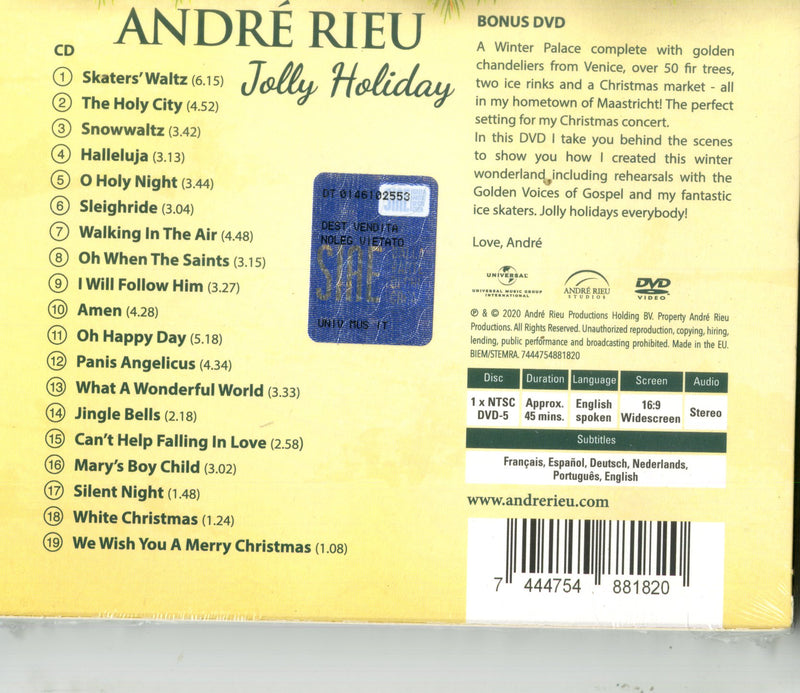 ANDRÉ RIEU
Jolly Holiday
CD
1 Skaters' Waltz (6.15)
2 The Holy City (4.52)
3 Snowwaltz (3.42)
4 Halleluja (3.13)
5 O Holy Night (3.44)
6 Sleighride (3.04)
7 Walking In The Air (4.48)
8 Oh When The Saints (3.15)
9 I Will Follow Him (3.27)
10 Amen (4.28)
11 Oh Happy Day (5.18)
12 Panis Angelicus (4.34)
13 What A Wonderful World (3.33)
14 Jingle Bells (2.18)
15 Can't Help Falling In Love (2.58)
16 Mary's Boy Child (3.02)
17 Silent Night (1.48)
18 White Christmas (1.24)
19 We Wish You A Merry Christmas (1.08)
DT 0146102553
SIAE
DEST.VENDITA
NOLEG VIETATO
SIAE
UNIV MUS IT
BONUS DVD
A Winter Palace complete with golden
chandeliers from Venice, over 50 fir trees,
two ice rinks and a Christmas market - all
in my hometown of Maastricht! The perfect
setting for my Christmas concert.
In this DVD I take you behind the scenes
to show you how I created this winter
wonderland including rehearsals with the
Golden Voices of Gospel and my fantastic
ice skaters. Jolly holidays everybody!
Love, André
UNIVERSAL
UNIVERSAL MUSIC GROUP
INTERNATIONAL
ANDRÉ RIEU
STUDIOS
DVD
VIDEO
℗ & © 2020 André Rieu Productions Holding BV. Property André Rieu
Productions. All Rights Reserved. Unauthorized reproduction, copying, hiring,
lending, public performance and broadcasting prohibited. Made in the EU.
BIEM/STEMRA. 7444754881820
Disc Duration Language Screen Audio
1 x NTSC Approx. English 16:9 Stereo
DVD-5 45 mins. spoken Widescreen
Subtitles
Français, Español, Deutsch, Nederlands,
Português, English
www.andrerieu.com
7 444754 881820